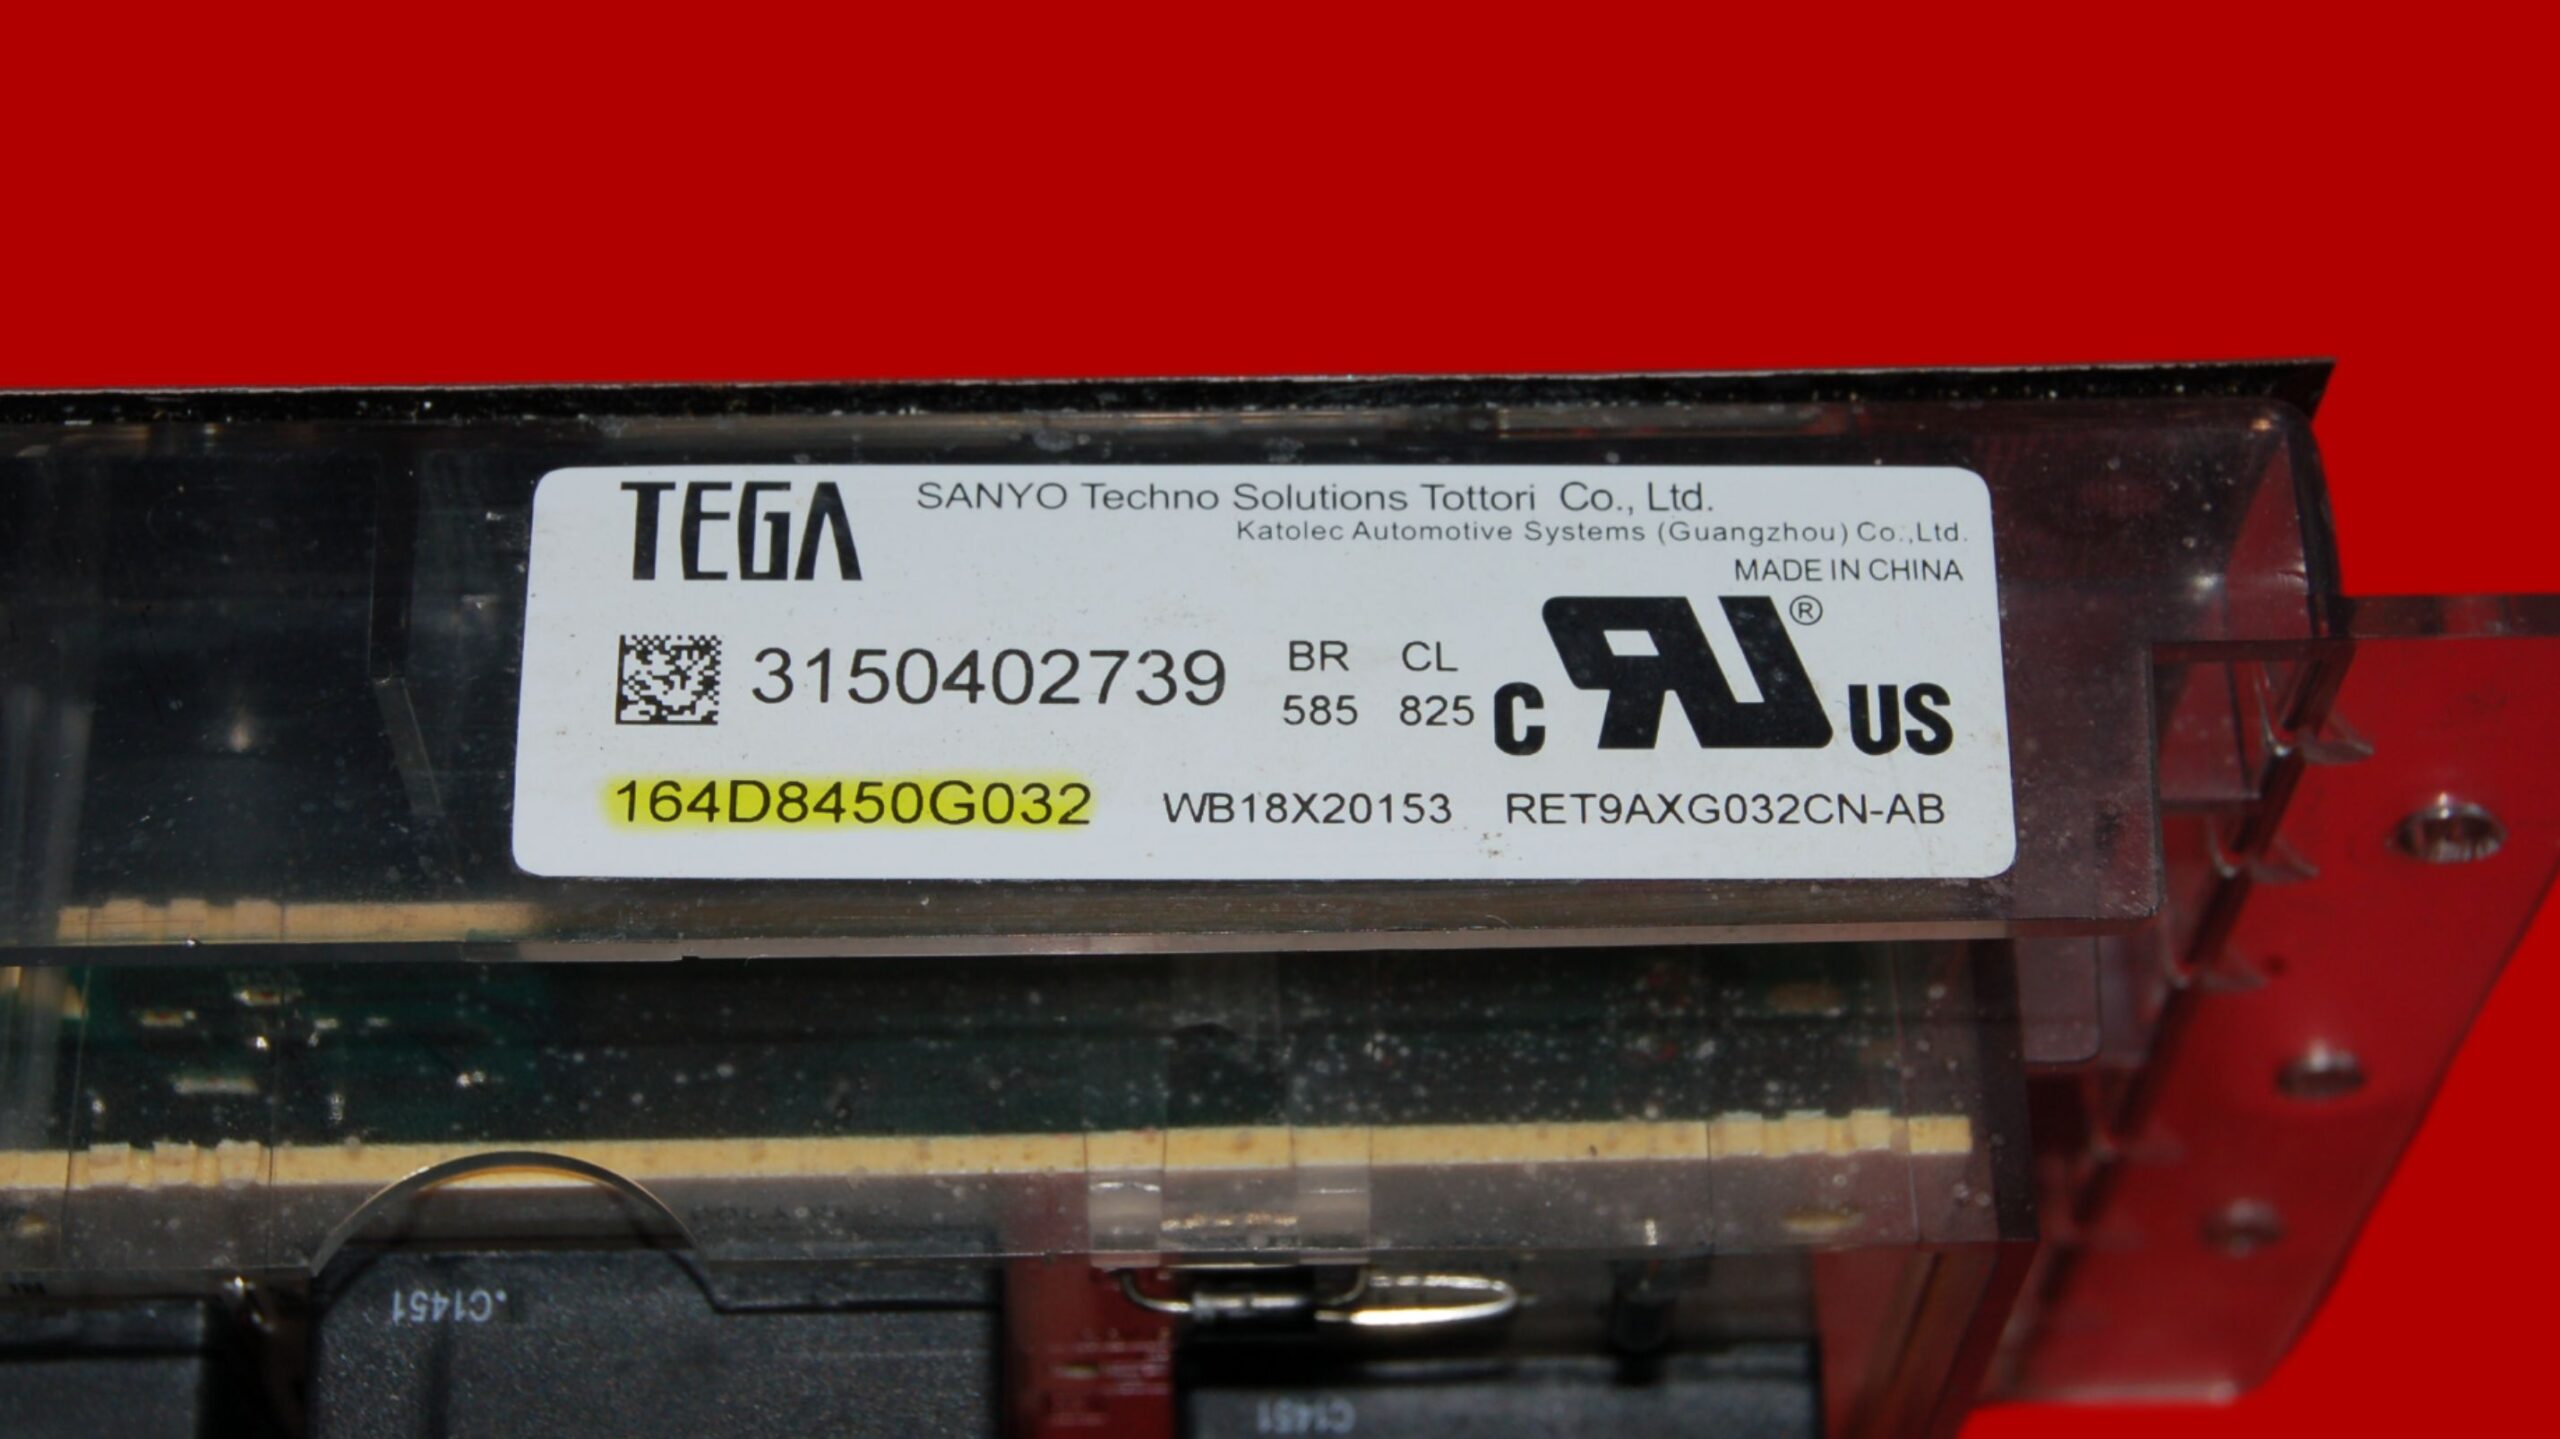 TEGA SANYO Techno Solutions Tottori Co., Ltd.
Katolec Automotive Systems (Guangzhou) Co.,Ltd.
MADE IN CHINA
3150402739 BR CL
585 825
C RU® US
164D8450G032 WB18X20153 RET9AXG032CN-AB
.C1451
C1451